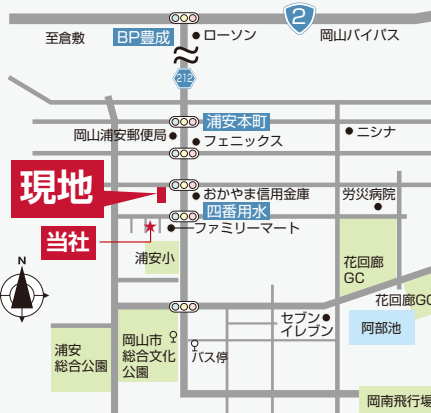 至倉敷
BP豊成
ローソン
2
岡山バイパス
212
浦安本町
岡山浦安郵便局
フェニックス
ニシナ
現地
おかやま信用金庫
四番用水
労災病院
当社
ファミリーマート
浦安小
花回廊
GC
N
花回廊GC
セブン
イレブン
阿部池
浦安
総合公園
岡山市
総合文化
公園
バス停
岡南飛行場